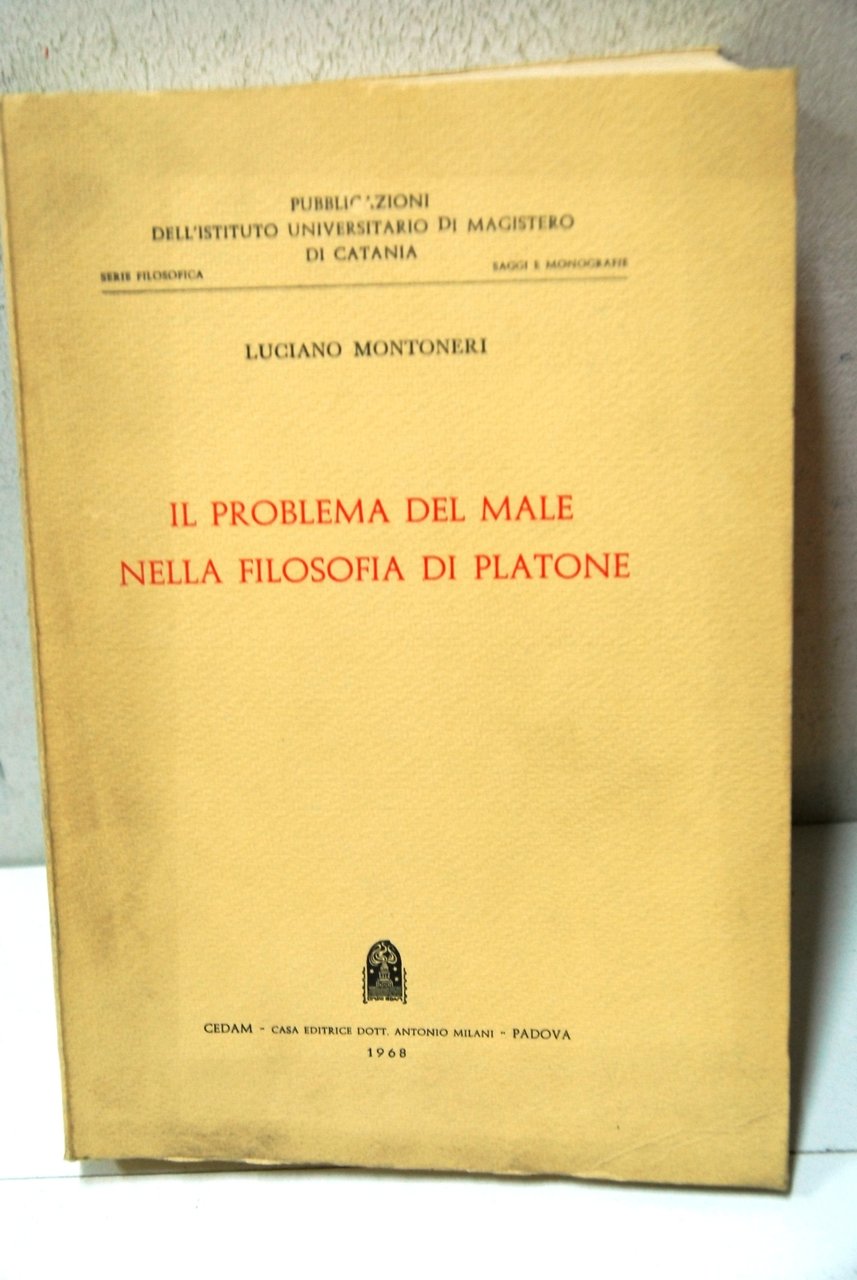 PUBBLICAZIONI
DELL'ISTITUTO UNIVERSITARIO DI MAGISTERO
DI CATANIA
SERIE FILOSOFICA SAGGI E MONOGRAFIE
LUCIANO MONTONERI
IL PROBLEMA DEL MALE
NELLA FILOSOFIA DI PLATONE
CEDAM - CASA EDITRICE DOTT. ANTONIO MILANI - PADOVA
1968